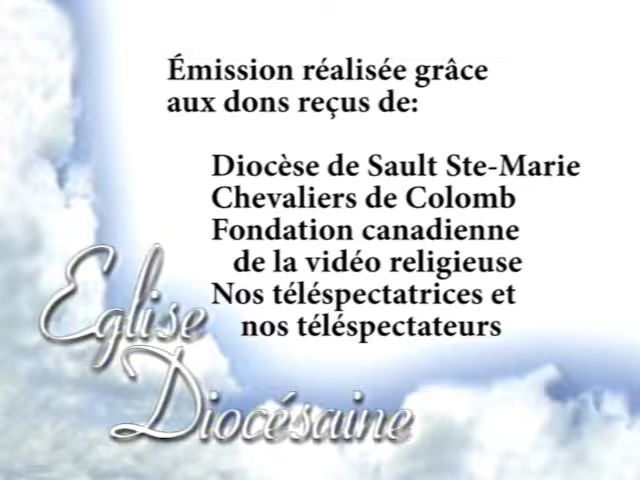 Émission réalisée grâce
aux dons reçus de:
Diocèse de Sault Ste-Marie
Chevaliers de Colomb
Fondation canadienne
de la vidéo religieuse
Nos téléspectatrices et
nos téléspectateurs
Eglise
Diocésaine